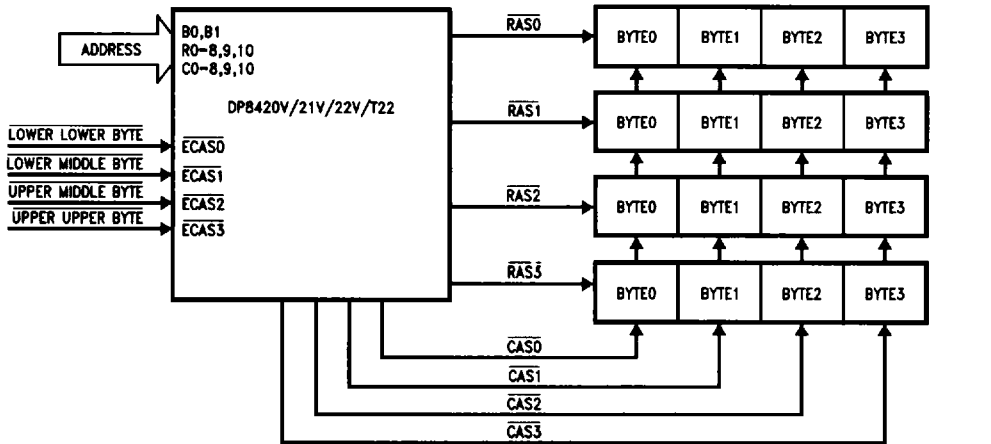 ADDRESS
B0,B1
R0-8,9,10
C0-8,9,10
DP8420V/21V/22V/T22
LOWER LOWER BYTE
ECAS0
LOWER MIDDLE BYTE
ECAS1
UPPER MIDDLE BYTE
ECAS2
UPPER UPPER BYTE
ECAS3
RAS0
BYTE0 BYTE1 BYTE2 BYTE3
RAS1
BYTE0 BYTE1 BYTE2 BYTE3
RAS2
BYTE0 BYTE1 BYTE2 BYTE3
RAS3
BYTE0 BYTE1 BYTE2 BYTE3
CAS0
CAS1
CAS2
CAS3